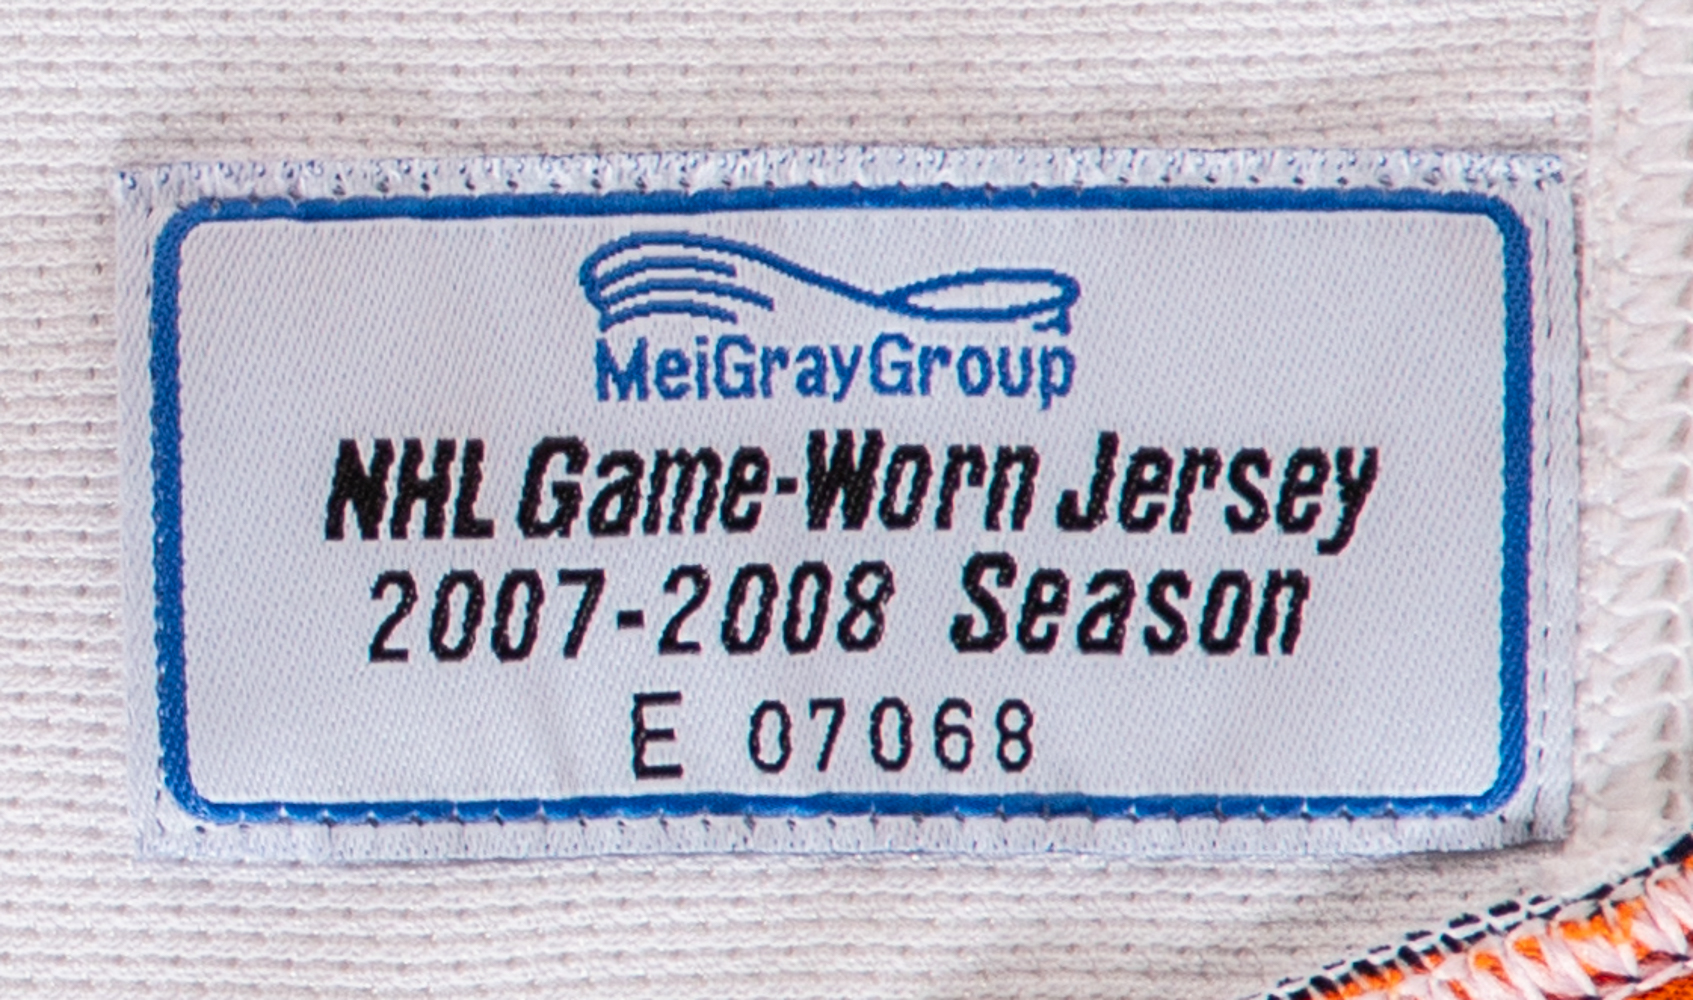 MeiGrayGroup
NHL Game-Worn Jersey
2007-2008 Season
E 07068